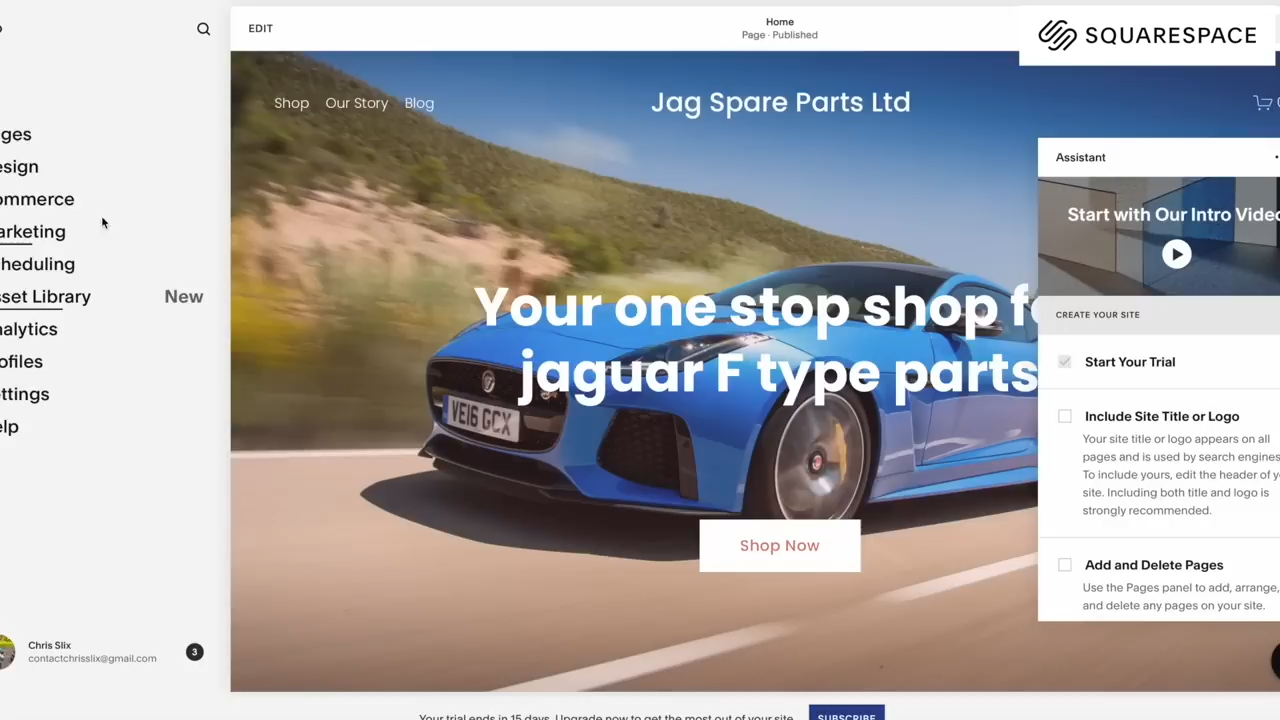 EDIT
Home
Page · Published
SQUARESPACE
Shop Our Story Blog
Jag Spare Parts Ltd
ges
esign
ommerce
arketing
heduling
sset Library New
nalytics
ofiles
ttings
elp
Your one stop shop f
jaguar F type parts
VE16 GCX
Shop Now
Assistant
Start with Our Intro Video
CREATE YOUR SITE
Start Your Trial
Include Site Title or Logo
Your site title or logo appears on all
pages and is used by search engines
To include yours, edit the header of y
site. Including both title and logo is
strongly recommended.
Add and Delete Pages
Use the Pages panel to add, arrange,
and delete any pages on your site.
Chris Slix
contactchrisslix@gmail.com
3
Your trial ends in 15 days. Upgrade now to get the most out of your site.
SUBSCRIBE